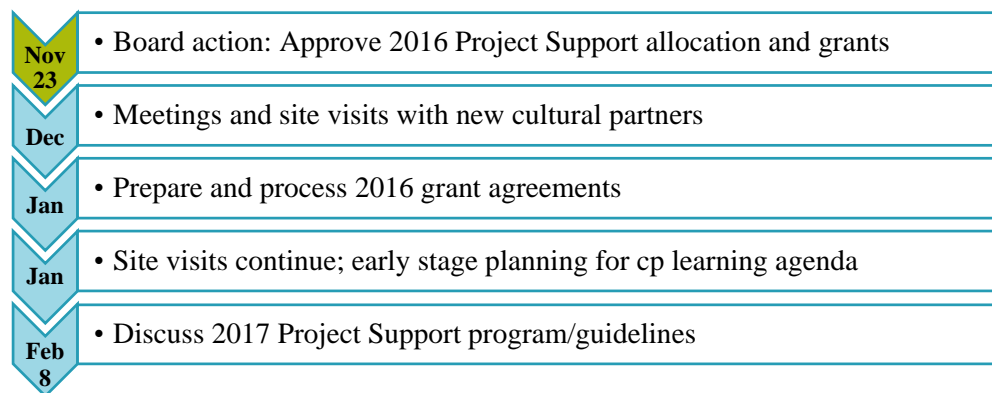 Nov
23
• Board action: Approve 2016 Project Support allocation and grants
Dec
• Meetings and site visits with new cultural partners
Jan
• Prepare and process 2016 grant agreements
Jan
• Site visits continue; early stage planning for cp learning agenda
Feb
8
• Discuss 2017 Project Support program/guidelines